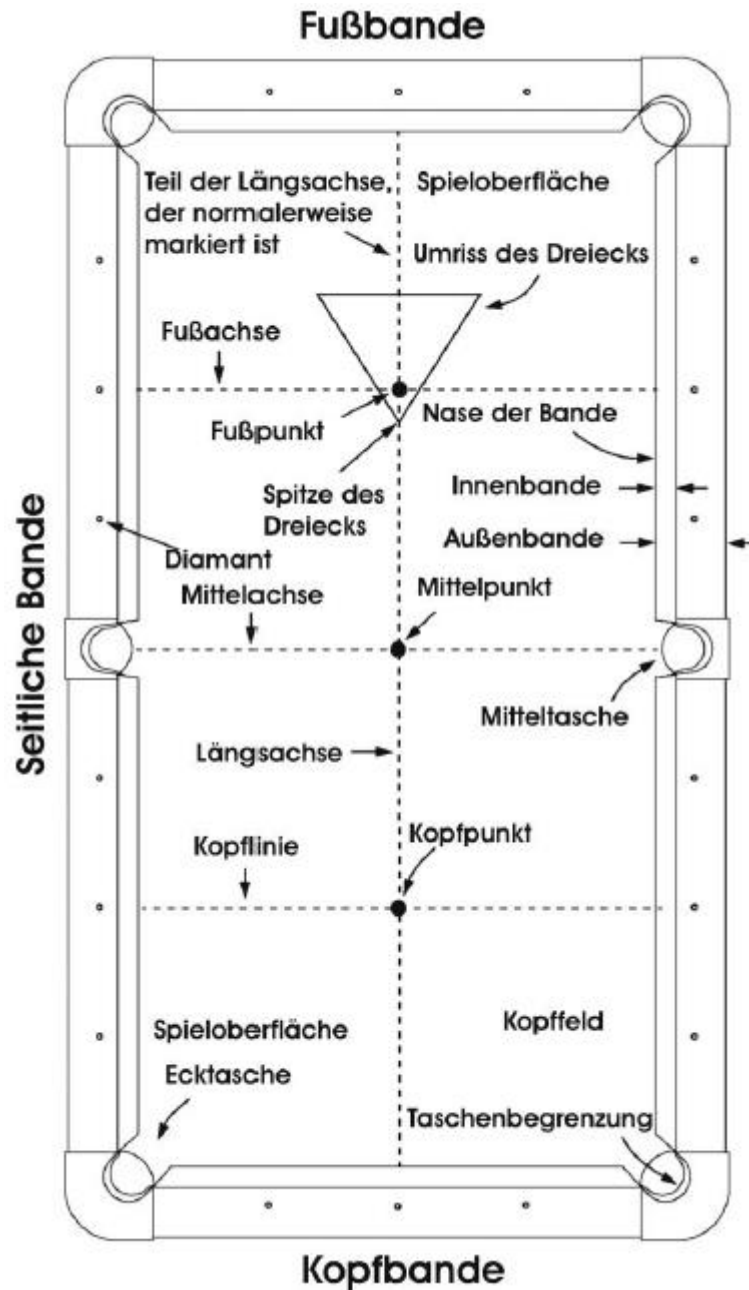 Fußbande
Teil der Längsachse,
der normalerweise
markiert ist
Spieloberfläche
Umriss des Dreiecks
Fußachse
Fußpunkt
Nase der Bande
Spitze des
Dreiecks
Innenbande
Außenbande
Diamant
Mittelachse
Mittelpunkt
Seitliche Bande
Mitteltasche
Längsachse
Kopflinie
Kopfpunkt
Spieloberfläche
Kopffeld
Ecktasche
Taschenbegrenzung
Kopfbande